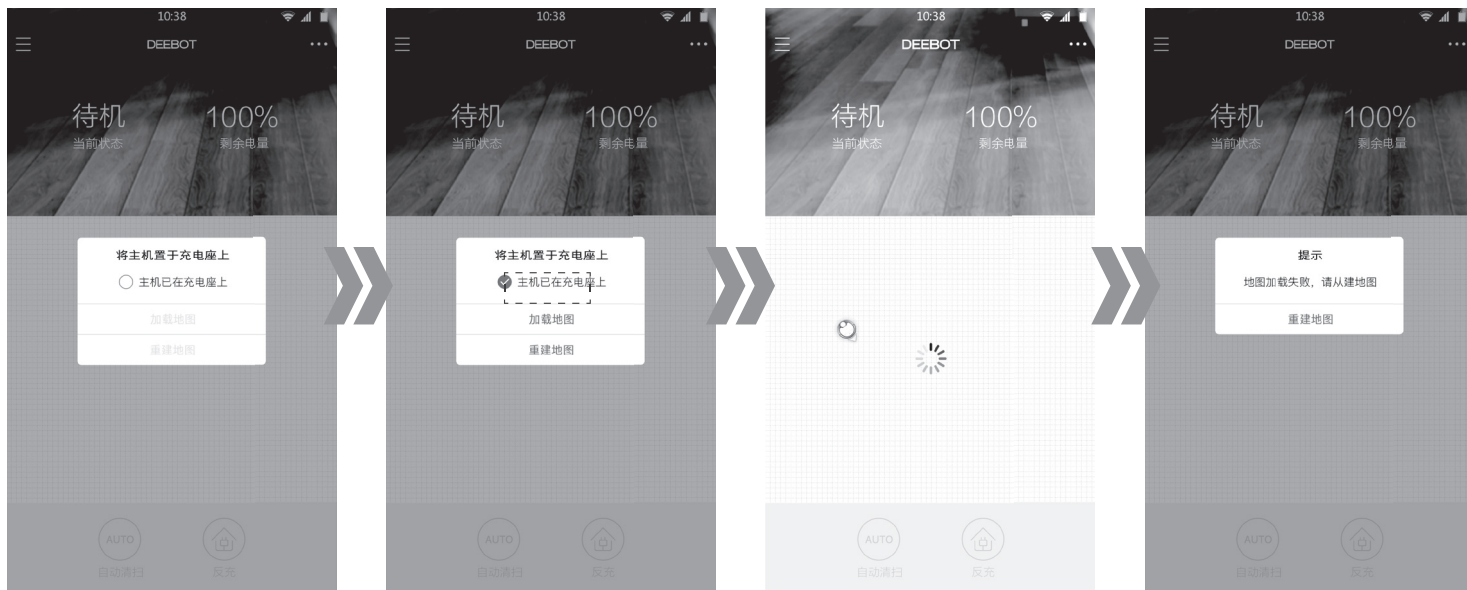 10:38
DEEBOT
待机
100%
当前状态
剩余电量
将主机置于充电座上
主机已在充电座上
加载地图
重建地图
AUTO
自动清扫
反充
10:38
DEEBOT
待机
100%
当前状态
剩余电量
将主机置于充电座上
主机已在充电座上
加载地图
重建地图
AUTO
自动清扫
反充
10:38
DEEBOT
待机
100%
当前状态
剩余电量
AUTO
自动清扫
反充
10:38
DEEBOT
待机
100%
当前状态
剩余电量
提示
地图加载失败，请从建地图
重建地图
AUTO
自动清扫
反充